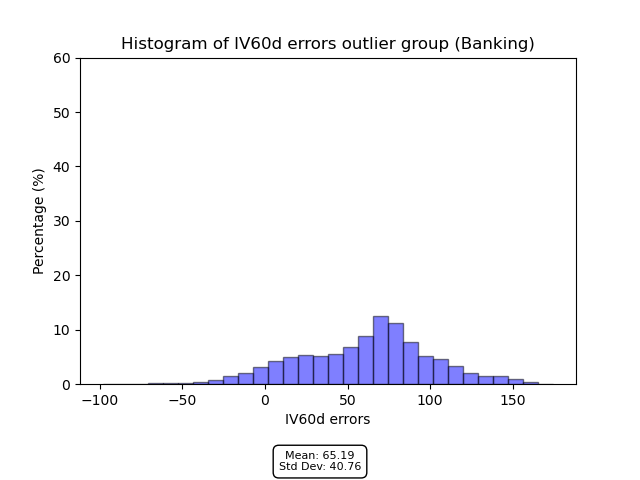 Histogram of IV60d errors outlier group (Banking)
60
50
40
30
20
10
0
Percentage (%)
−100
−50
0
50
100
150
IV60d errors
Mean: 65.19
Std Dev: 40.76